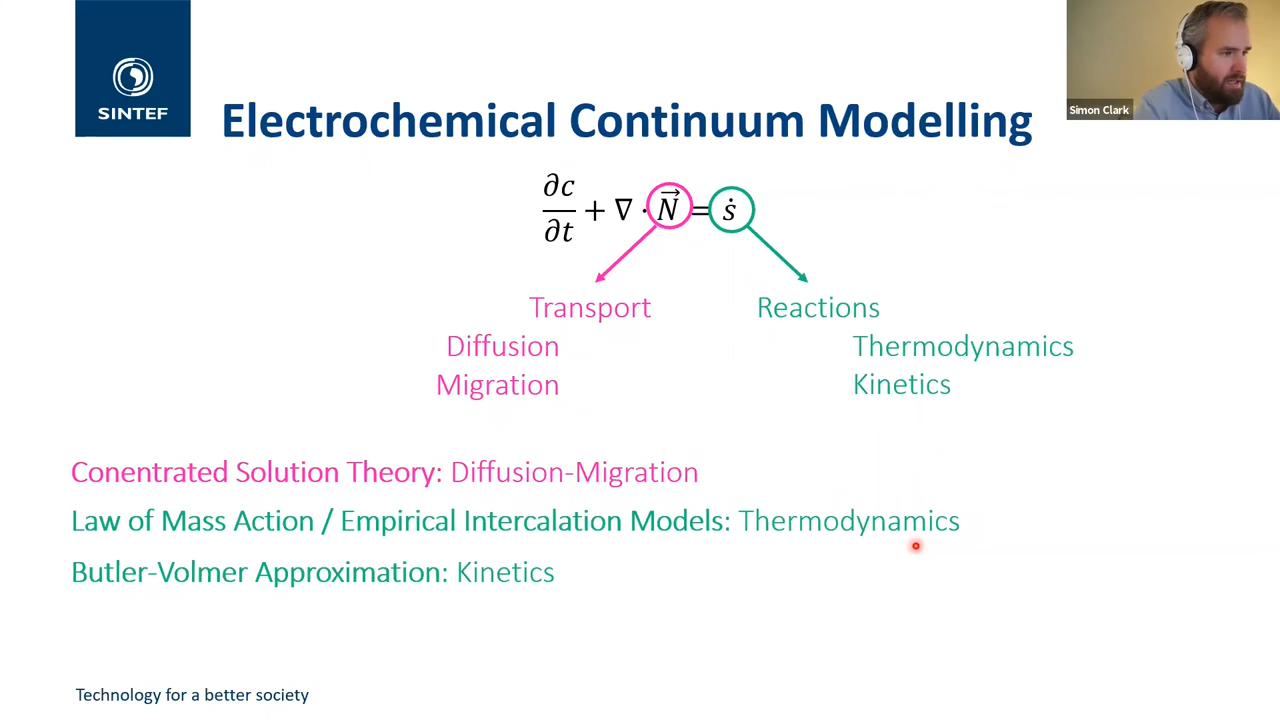 SINTEF
Simon Clark
Electrochemical Continuum Modelling
∂c/∂t + ∇ · N⃗ = ṡ
Transport
Reactions
Diffusion
Thermodynamics
Migration
Kinetics
Conentrated Solution Theory: Diffusion-Migration
Law of Mass Action / Empirical Intercalation Models: Thermodynamics
Butler-Volmer Approximation: Kinetics
Technology for a better society